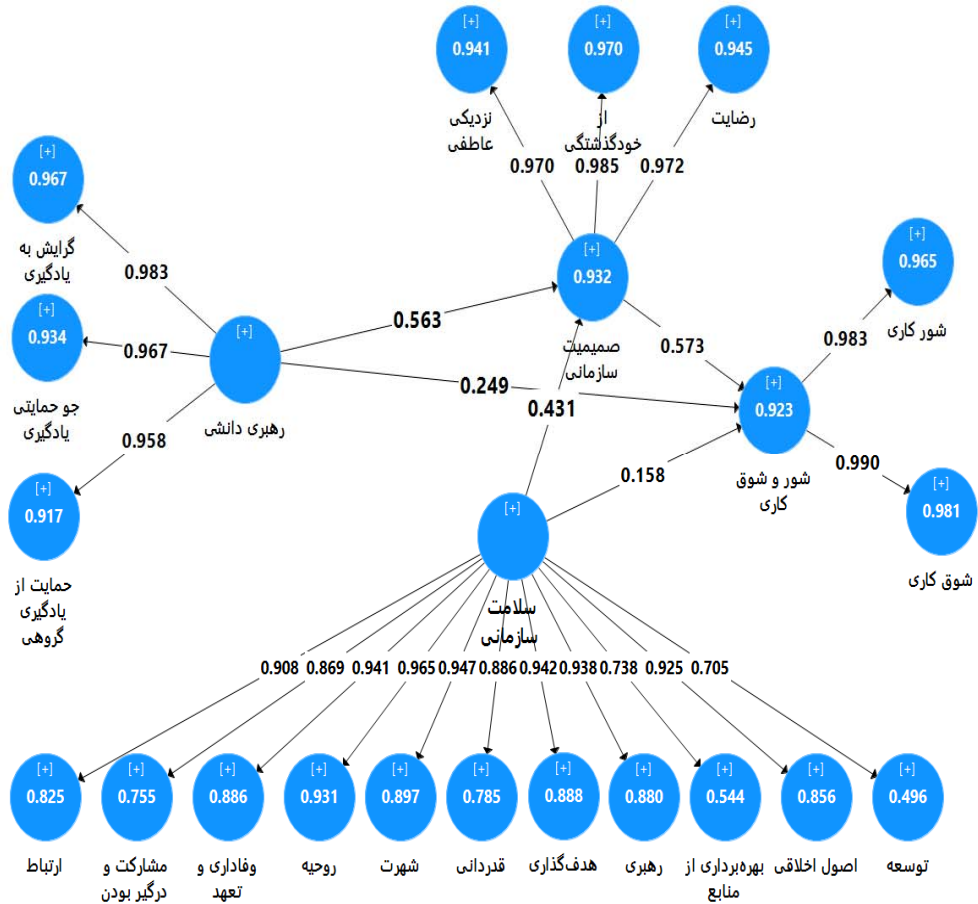 [+]
0.941
[+]
0.970
[+]
0.945
نزدیکی
عاطفی
از
خودگذشتگی
رضایت
0.970
0.985
0.972
[+]
0.967
گرایش به
یادگیری
0.983
[+]
0.932
صمیمیت
سازمانی
[+]
0.965
شور کاری
0.983
[+]
0.934
جو حمایتی
یادگیری
0.967
[+]
رهبری دانشی
0.563
0.573
0.249
0.431
[+]
0.923
شور و شوق
کاری
0.958
[+]
0.917
حمایت از
یادگیری
گروهی
0.158
0.990
[+]
0.981
شوق کاری
[+]
سلامت
سازمانی
0.908
0.869
0.941
0.965
0.947
0.886
0.942
0.938
0.738
0.925
0.705
[+]
0.825
ارتباط
[+]
0.755
مشارکت و
درگیر بودن
[+]
0.886
وفاداری و
تعهد
[+]
0.931
روحیه
[+]
0.897
شهرت
[+]
0.785
قدردانی
[+]
0.888
هدف‌گذاری
[+]
0.880
رهبری
[+]
0.544
بهره‌برداری از
منابع
[+]
0.856
اصول اخلاقی
[+]
0.496
توسعه